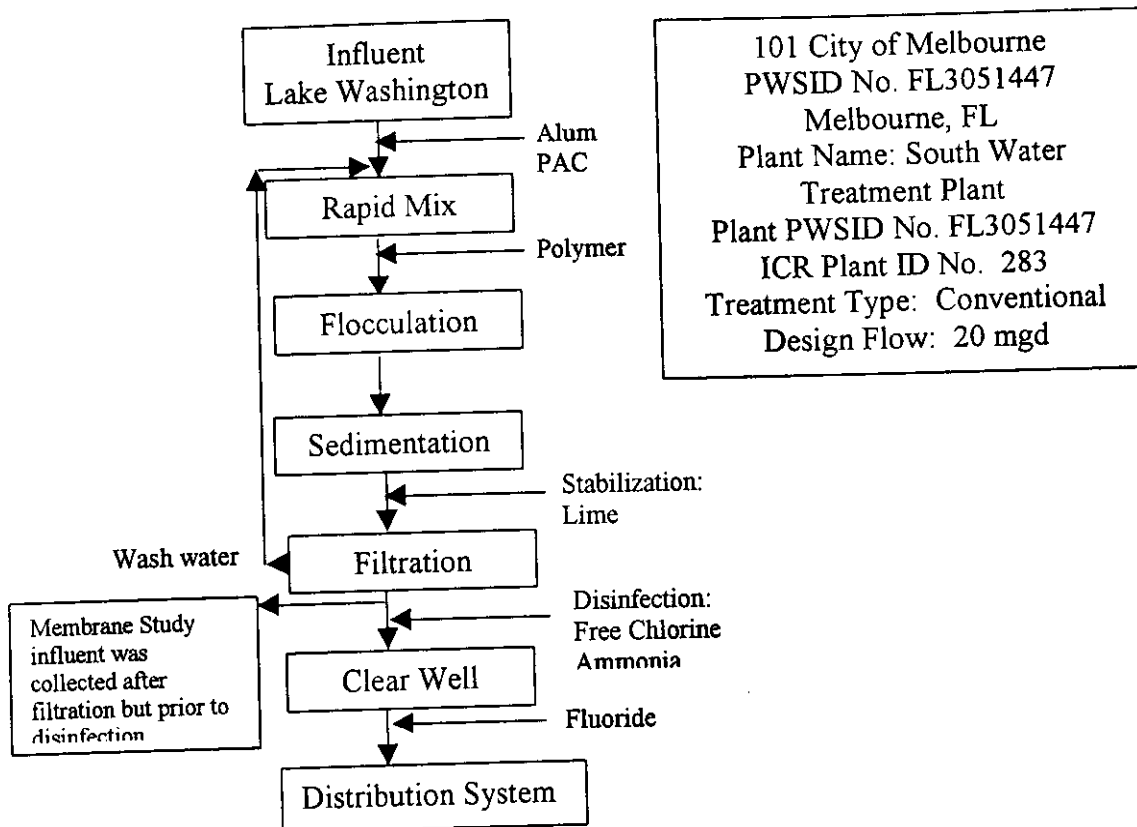 Influent
Lake Washington
Alum
PAC
Rapid Mix
Polymer
Flocculation
Sedimentation
Stabilization:
Lime
Wash water
Filtration
Disinfection:
Free Chlorine
Ammonia
Membrane Study
influent was
collected after
filtration but prior to
disinfection
Clear Well
Fluoride
Distribution System
101 City of Melbourne
PWSID No. FL3051447
Melbourne, FL
Plant Name: South Water
Treatment Plant
Plant PWSID No. FL3051447
ICR Plant ID No. 283
Treatment Type: Conventional
Design Flow: 20 mgd